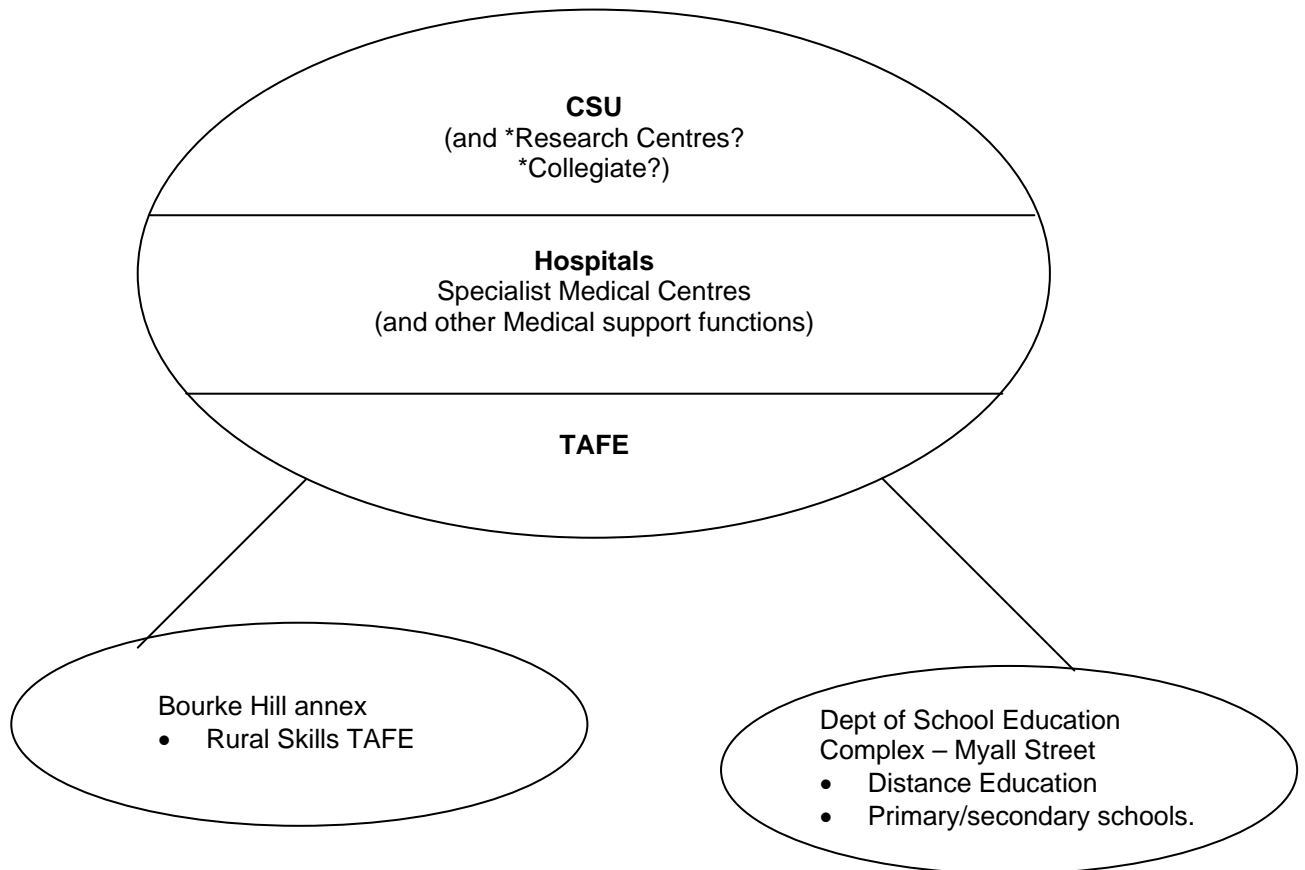 CSU
(and *Research Centres?
*Collegiate?)
Hospitals
Specialist Medical Centres
(and other Medical support functions)
TAFE
Bourke Hill annex
• Rural Skills TAFE
Dept of School Education
Complex – Myall Street
• Distance Education
• Primary/secondary schools.